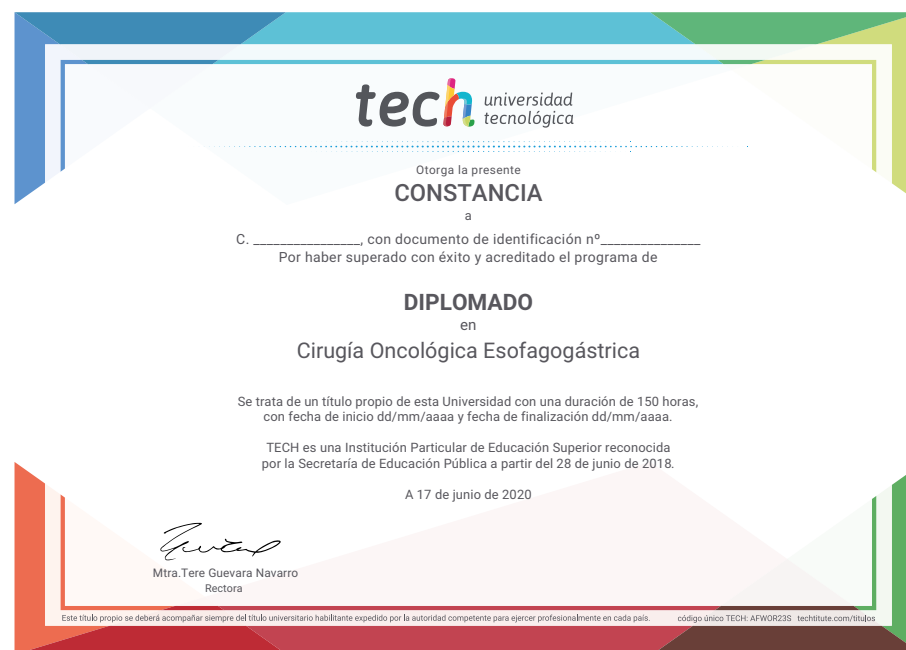 tech universidad
tecnológica
Otorga la presente
CONSTANCIA
a
C. ________________, con documento de identificación nº_______________
Por haber superado con éxito y acreditado el programa de
DIPLOMADO
en
Cirugía Oncológica Esofagogástrica
Se trata de un título propio de esta Universidad con una duración de 150 horas,
con fecha de inicio dd/mm/aaaa y fecha de finalización dd/mm/aaaa.
TECH es una Institución Particular de Educación Superior reconocida
por la Secretaría de Educación Pública a partir del 28 de junio de 2018.
A 17 de junio de 2020
Mtra.Tere Guevara Navarro
Rectora
Este título propio se deberá acompañar siempre del título universitario habilitante expedido por la autoridad competente para ejercer profesionalmente en cada país. código único TECH: AFWOR23S techtitute.com/titulos